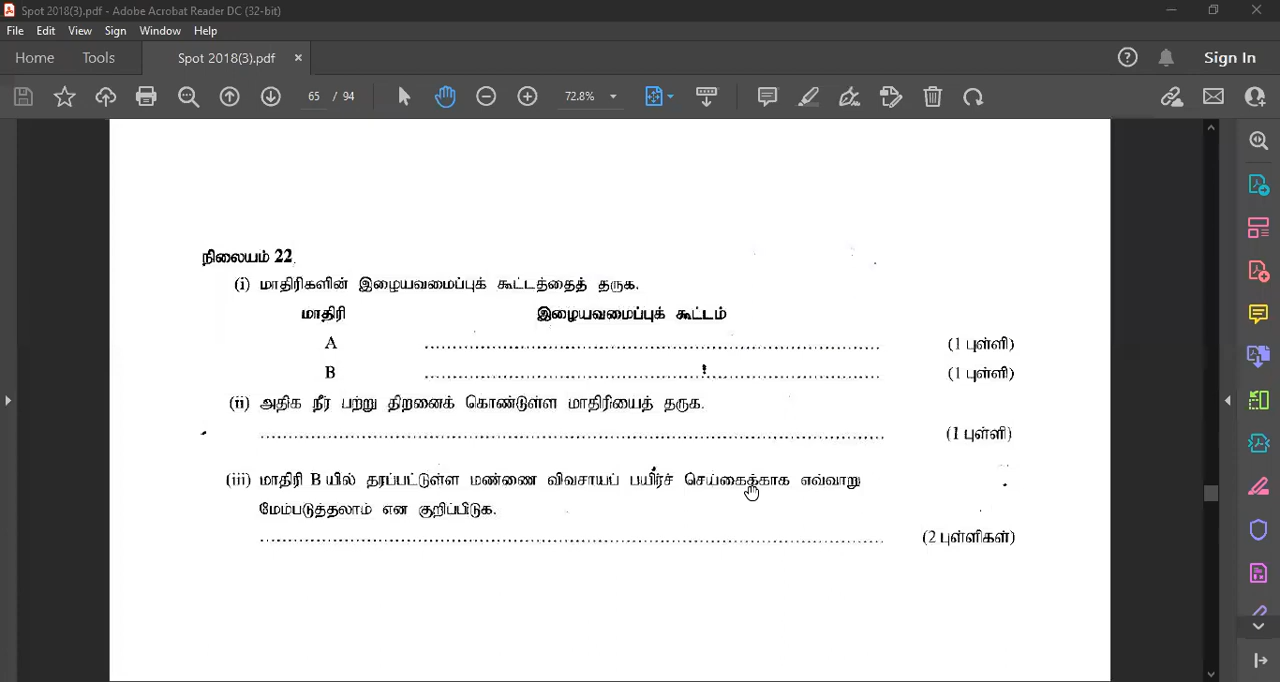 Spot 2018(3).pdf - Adobe Acrobat Reader DC (32-bit)
File Edit View Sign Window Help
Home Tools Spot 2018(3).pdf × Sign In
65 / 94 72.8%
நிலையம் 22
(i) மாதிரிகளின் இழையவமைப்புக் கூட்டத்தைத் தருக.
மாதிரி இழையவமைப்புக் கூட்டம்
A ........................................ (1 புள்ளி)
B ........................................ (1 புள்ளி)
(ii) அதிக நீர் பற்று திறனைக் கொண்டுள்ள மாதிரியைத் தருக.
........................................ (1 புள்ளி)
(iii) மாதிரி B யில் தரப்பட்டுள்ள மண்ணை விவசாயப் பயிர்ச் செய்கைக்காக எவ்வாறு
மேம்படுத்தலாம் என குறிப்பிடுக.
........................................ (2 புள்ளிகள்)